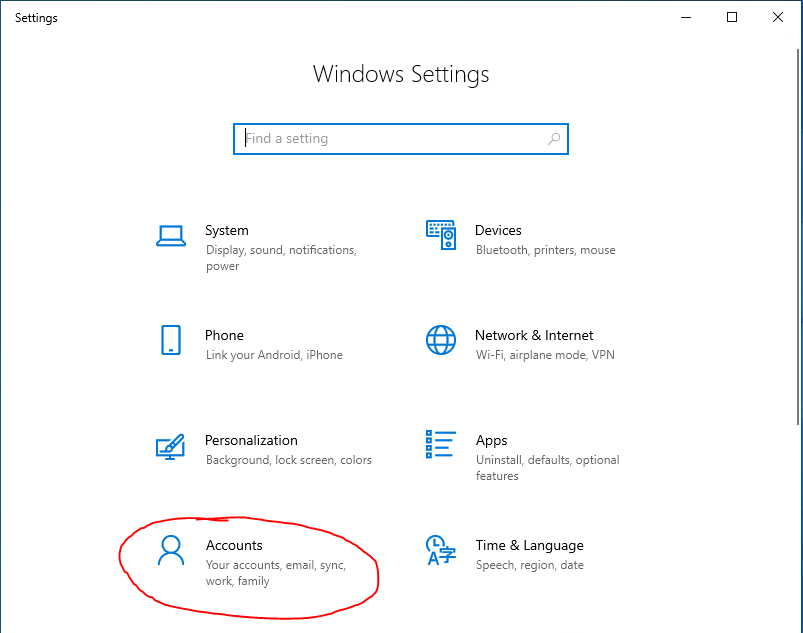 Settings
Windows Settings
Find a setting
System
Display, sound, notifications,
power
Devices
Bluetooth, printers, mouse
Phone
Link your Android, iPhone
Network & Internet
Wi-Fi, airplane mode, VPN
Personalization
Background, lock screen, colors
Apps
Uninstall, defaults, optional
features
Accounts
Your accounts, email, sync,
work, family
Time & Language
Speech, region, date